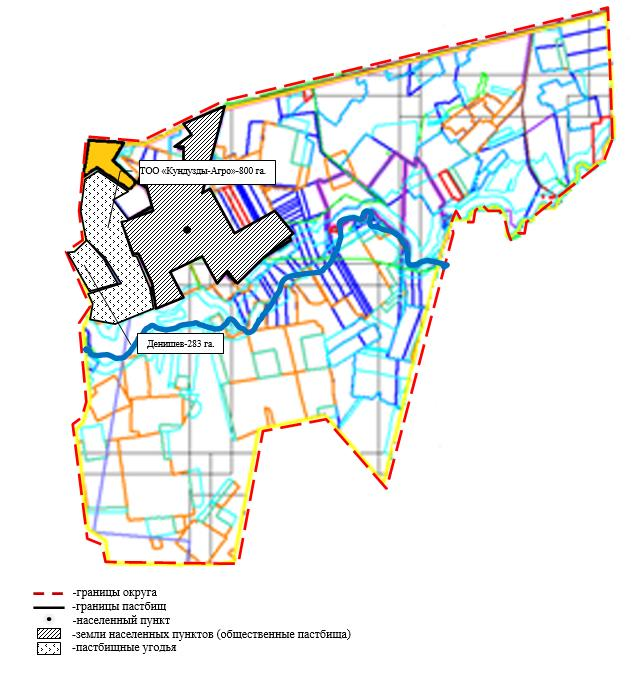 ТОО «Кундузды-Агро»-800 га.
Денишев-283 га.
-границы округа
-границы пастбищ
-населенный пункт
-земли населенных пунктов (общественные пастбища)
-пастбищные угодья